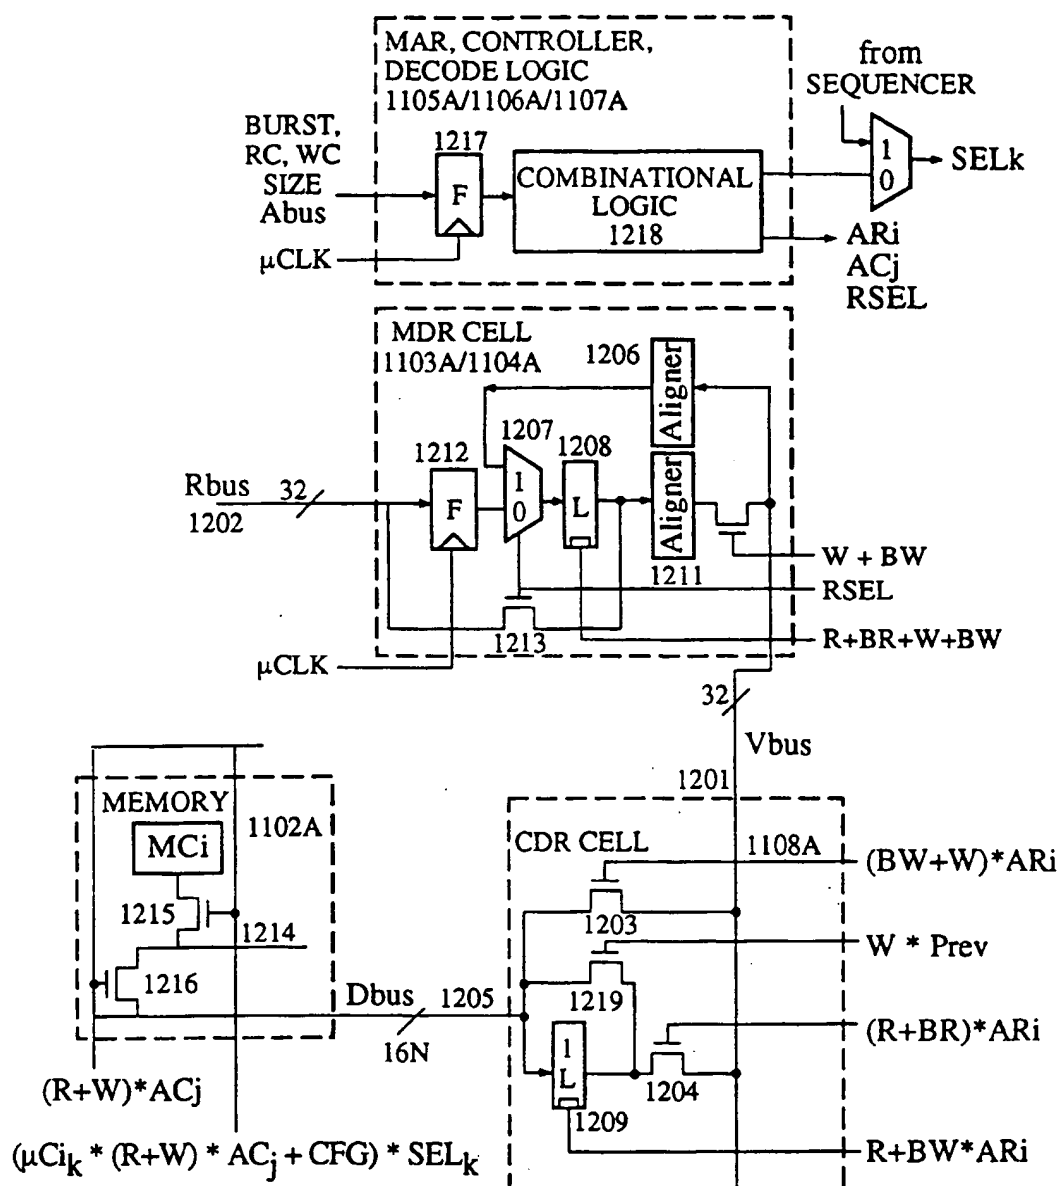 MAR, CONTROLLER,
DECODE LOGIC
1105A/1106A/1107A
from
SEQUENCER
BURST,
RC, WC
SIZE
Abus
1217
F
COMBINATIONAL
LOGIC
1218
1
0
SELk
µCLK
ARi
ACj
RSEL
MDR CELL
1103A/1104A
1206
Aligner
1207
1208
1212
Rbus
32
1202
F
1
0
L
Aligner
1211
W + BW
RSEL
1213
R+BR+W+BW
µCLK
32
Vbus
1201
MEMORY
1102A
MCi
1215
1214
1216
CDR CELL
1108A
(BW+W)*ARi
1203
W * Prev
1219
Dbus
1205
16N
(R+BR)*ARi
1
L
1204
1209
R+BW*ARi
(R+W)*ACj
(µCik * (R+W) * ACj + CFG) * SELk